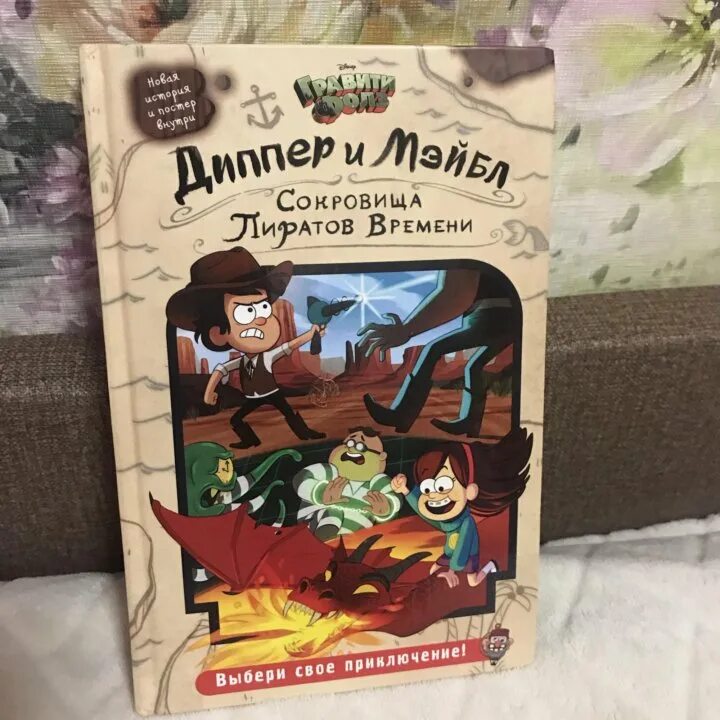 Новая
история
и постер
внутри
Disney
ГРАВИТИ
ФОЛЗ
Диппер и Мэйбл
Сокровища
Пиратов Времени
Выбери свое приключение!